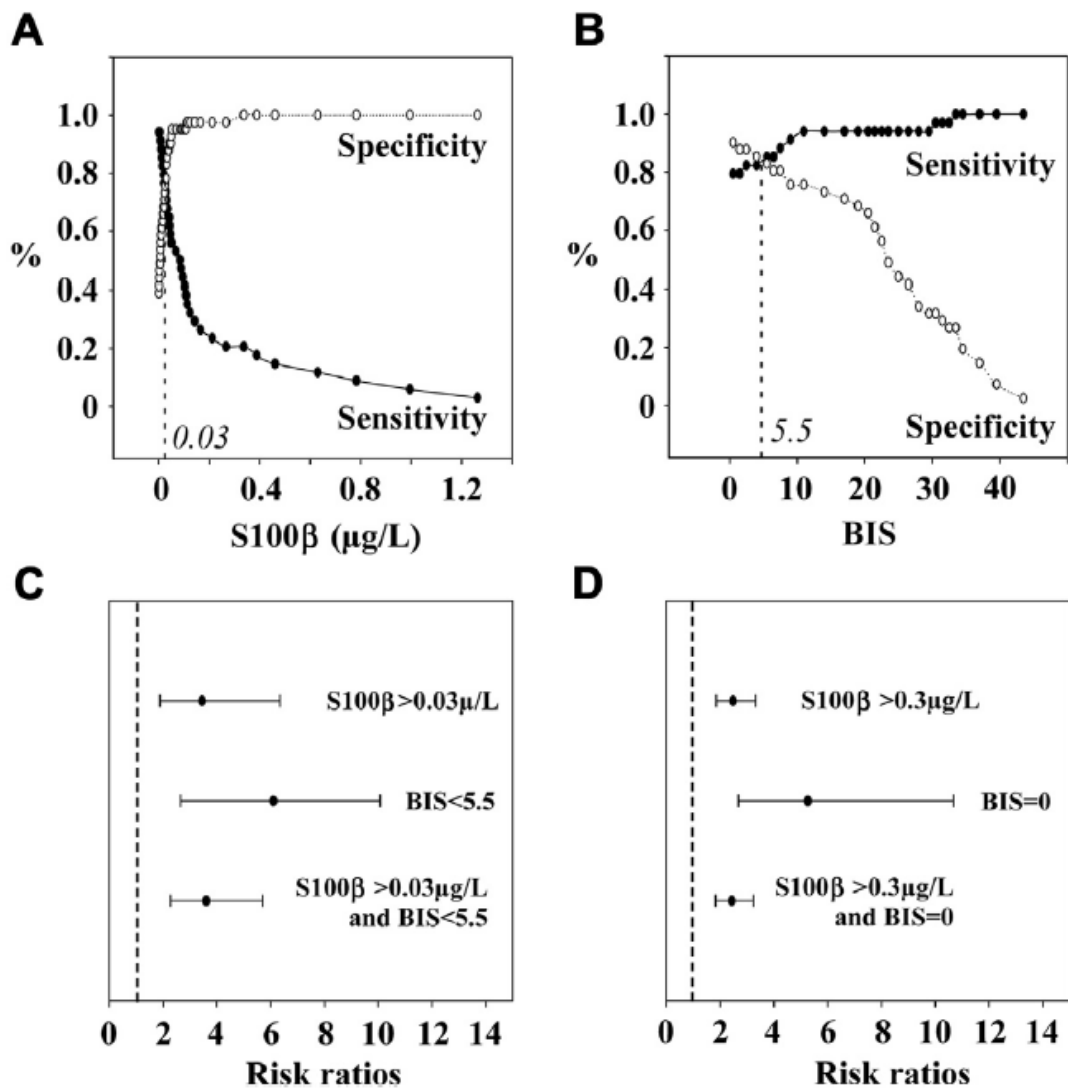 A
1.0
0.8
0.6
%
0.4
0.2
0
Specificity
Sensitivity
0.03
0 0.4 0.8 1.2
S100β (µg/L)
B
1.0
0.8
0.6
%
0.4
0.2
0
Sensitivity
Specificity
5.5
0 10 20 30 40
BIS
C
S100β>0.03µ/L
BIS<5.5
S100β >0.03µg/L
and BIS<5.5
2 4 6 8 10 12 14
Risk ratios
D
S100β >0.3µg/L
BIS=0
S100β >0.3µg/L
and BIS=0
0 2 4 6 8 10 12 14
Risk ratios